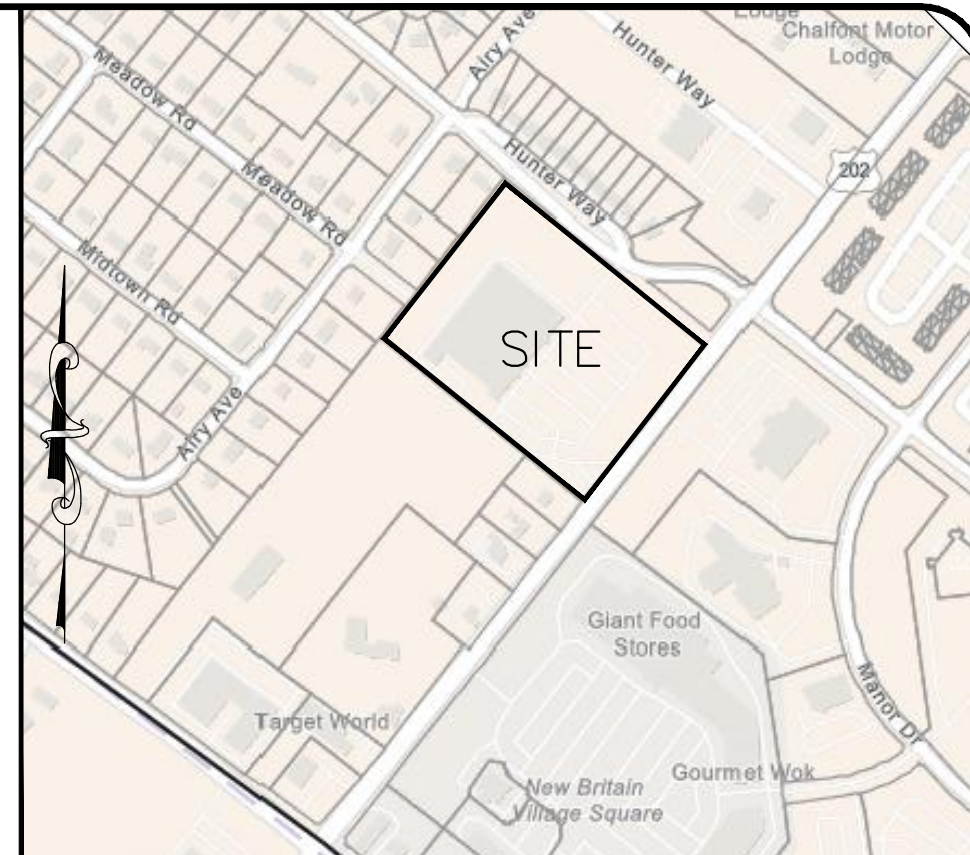 Lodge
Chalfont Motor
Lodge
Airy Ave
Hunter Way
Meadow Rd
202
Hunter Way
Meadow Rd
Midtown Rd
SITE
Airy Ave
Giant Food
Stores
Target World
Manor Dr
Gourmet Wok
New Britain
Village Square